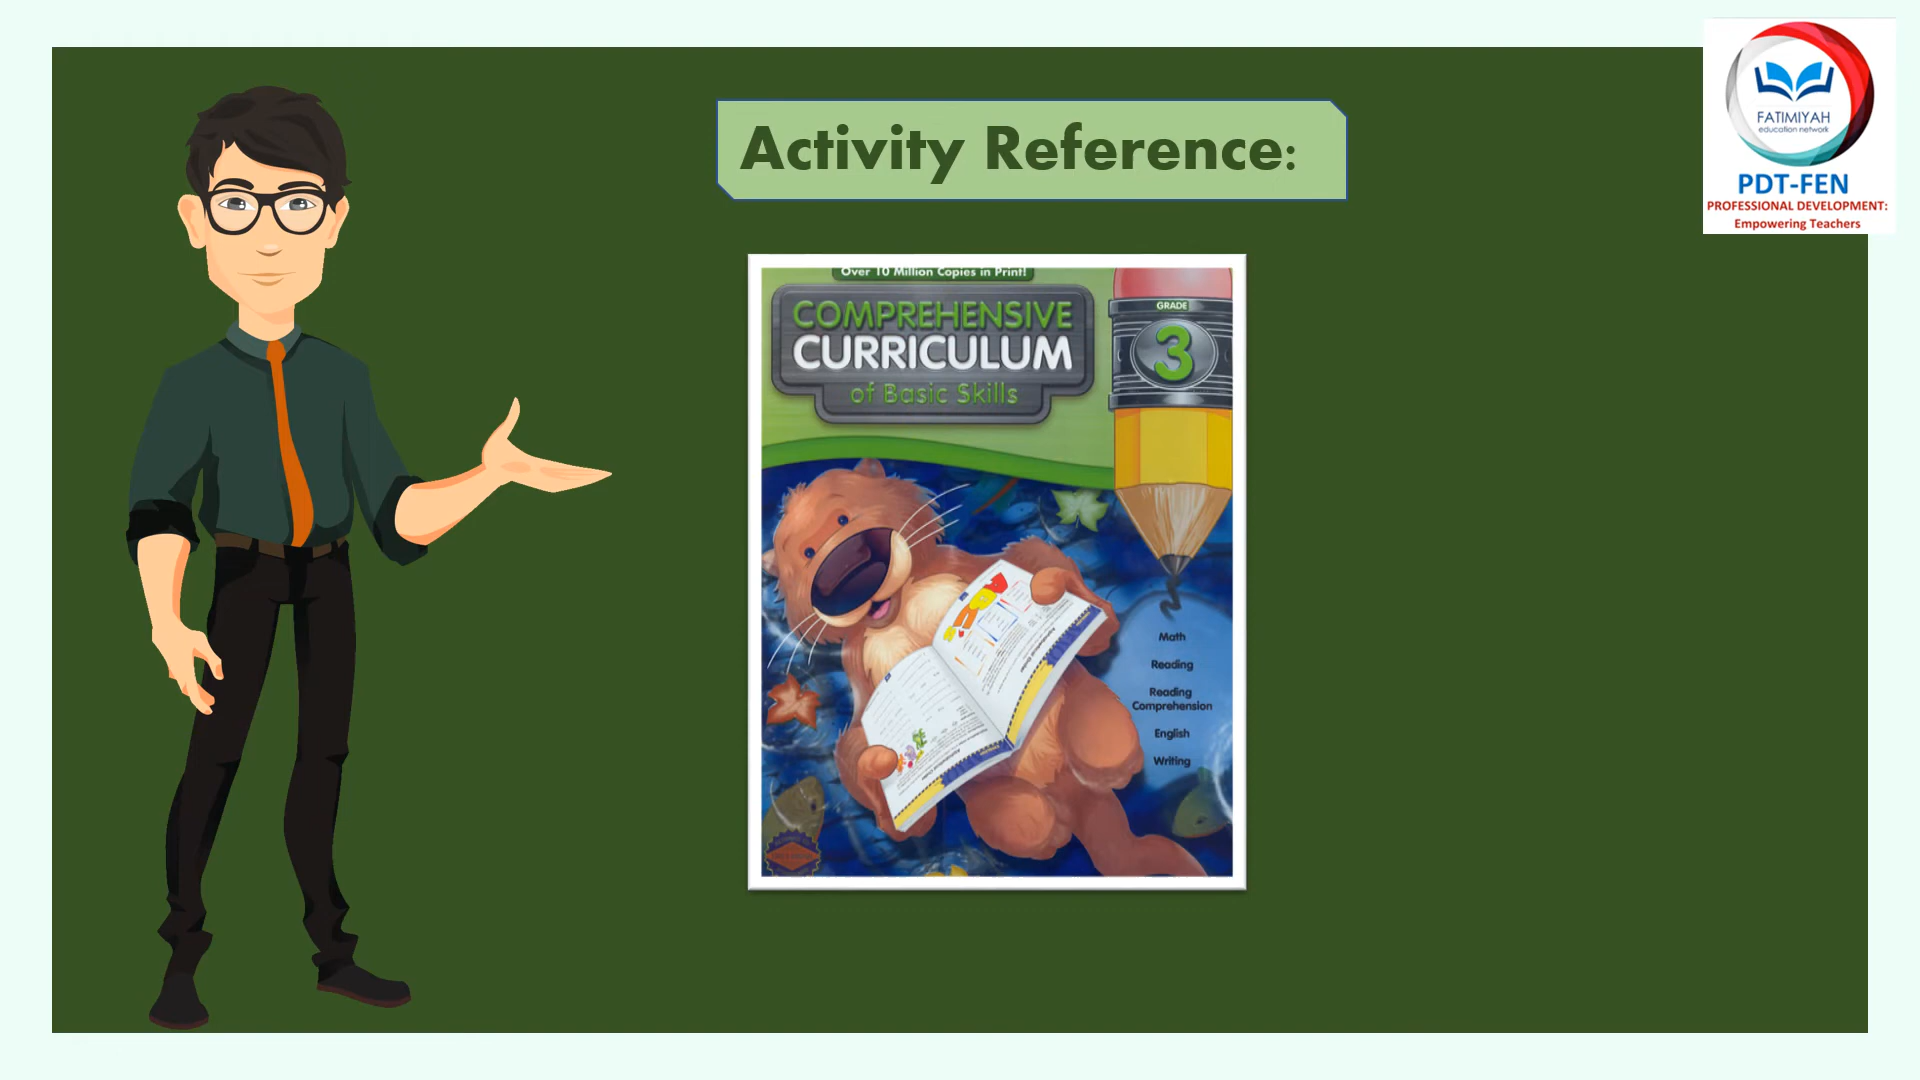 Activity Reference:
FATIMIYAH
education network
PDT-FEN
PROFESSIONAL DEVELOPMENT:
Empowering Teachers
Over 10 Million Copies in Print!
COMPREHENSIVE
CURRICULUM
of Basic Skills
GRADE
3
Math
Reading
Reading
Comprehension
English
Writing